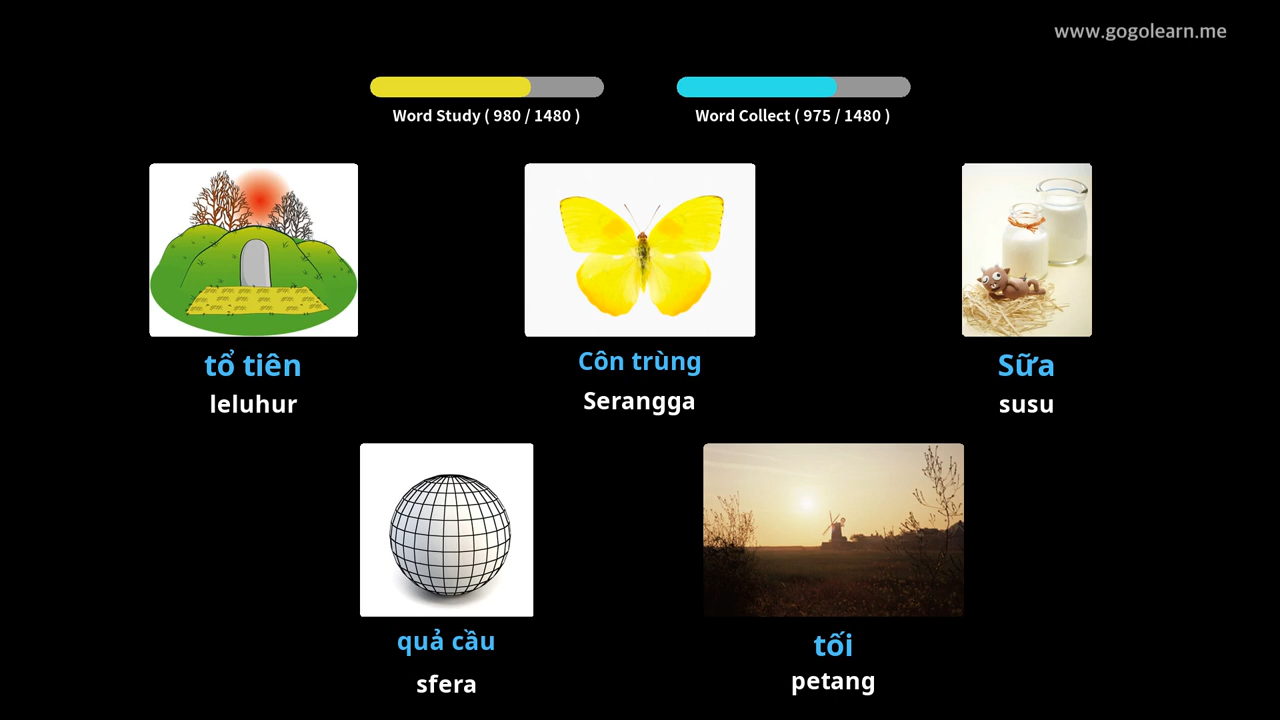 www.gogolearn.me
Word Study ( 980 / 1480 )
Word Collect ( 975 / 1480 )
tổ tiên
leluhur
Côn trùng
Serangga
Sữa
susu
quả cầu
sfera
tối
petang